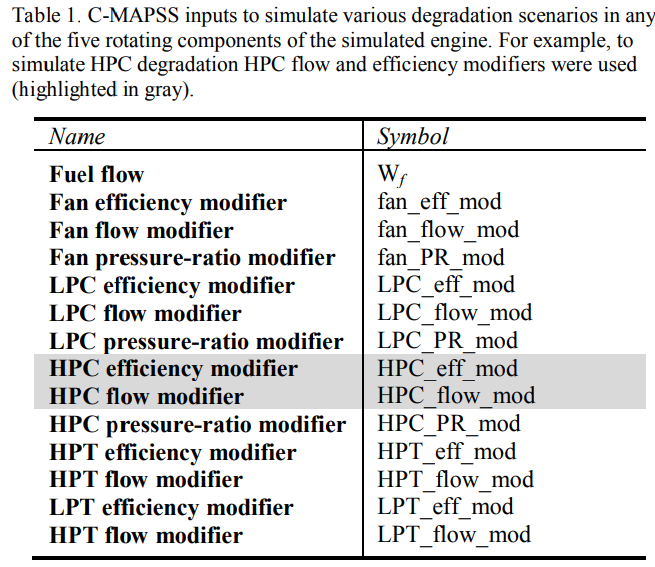 Table 1. C-MAPSS inputs to simulate various degradation scenarios in any
of the five rotating components of the simulated engine. For example, to
simulate HPC degradation HPC flow and efficiency modifiers were used
(highlighted in gray).
Name Symbol
Fuel flow Wf
Fan efficiency modifier fan_eff_mod
Fan flow modifier fan_flow_mod
Fan pressure-ratio modifier fan_PR_mod
LPC efficiency modifier LPC_eff_mod
LPC flow modifier LPC_flow_mod
LPC pressure-ratio modifier LPC_PR_mod
HPC efficiency modifier HPC_eff_mod
HPC flow modifier HPC_flow_mod
HPC pressure-ratio modifier HPC_PR_mod
HPT efficiency modifier HPT_eff_mod
HPT flow modifier HPT_flow_mod
LPT efficiency modifier LPT_eff_mod
HPT flow modifier LPT_flow_mod